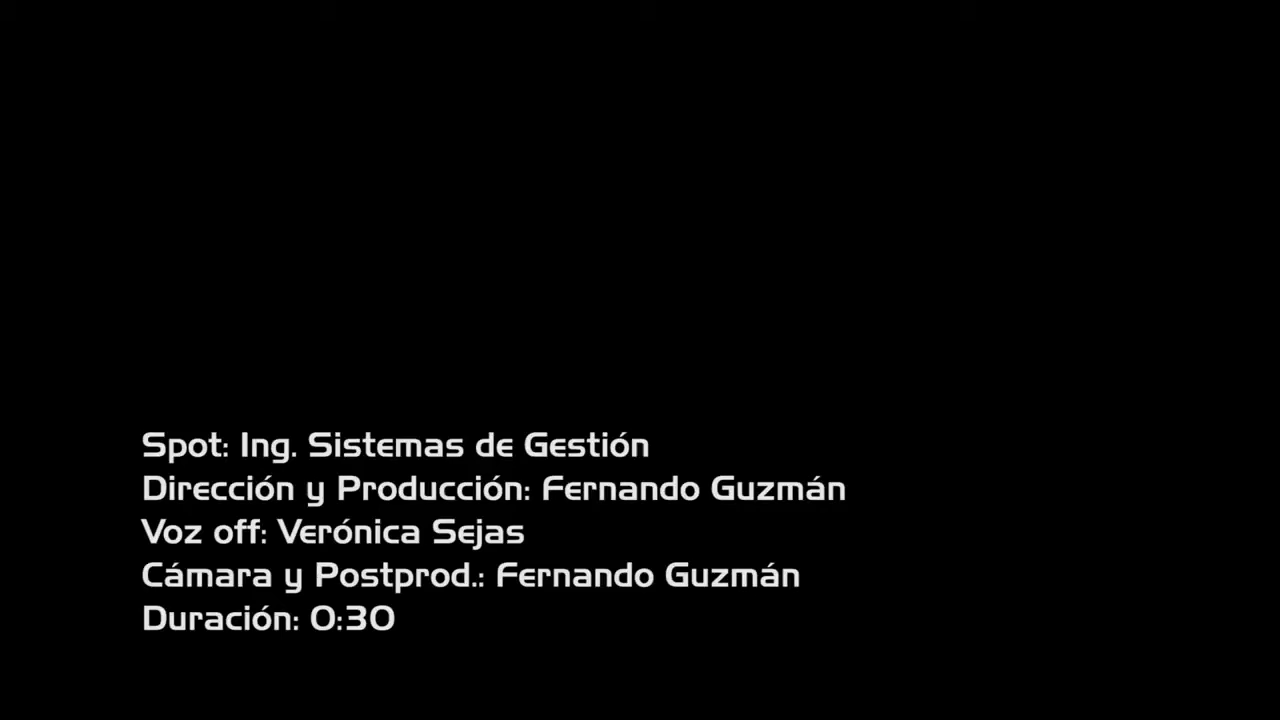 Spot: Ing. Sistemas de Gestión
Dirección y Producción: Fernando Guzmán
Voz off: Verónica Sejas
Cámara y Postprod.: Fernando Guzmán
Duración: 0:30